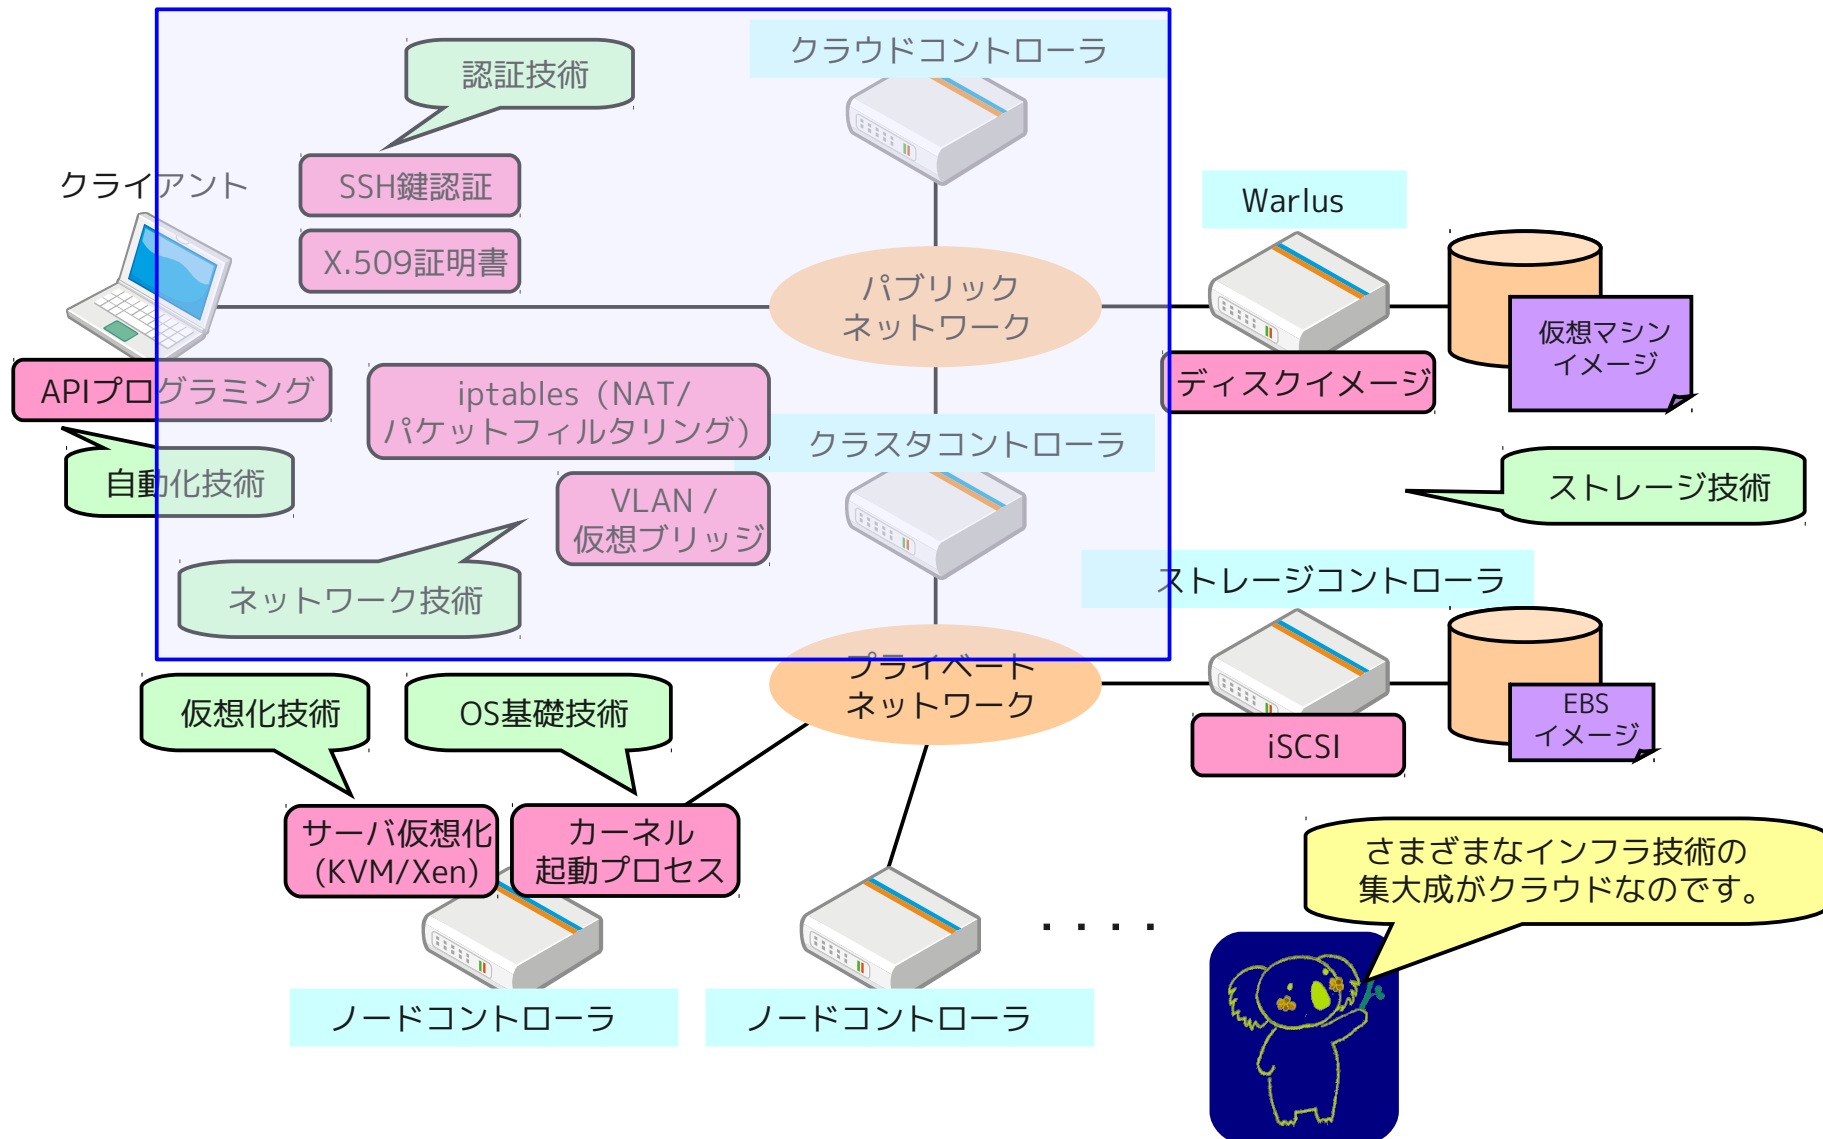 クラウドコントローラ
認証技術
クライアント
SSH鍵認証
X.509証明書
Warlus
パブリック
ネットワーク
仮想マシン
イメージ
APIプログラミング
iptables (NAT/
パケットフィルタリング)
ディスクイメージ
クラスタコントローラ
自動化技術
VLAN /
仮想ブリッジ
ストレージ技術
ネットワーク技術
ストレージコントローラ
プライベート
ネットワーク
仮想化技術
OS基礎技術
EBS
イメージ
iSCSI
サーバ仮想化
(KVM/Xen)
カーネル
起動プロセス
さまざまなインフラ技術の
集大成がクラウドなのです。
・・・・
ノードコントローラ
ノードコントローラ